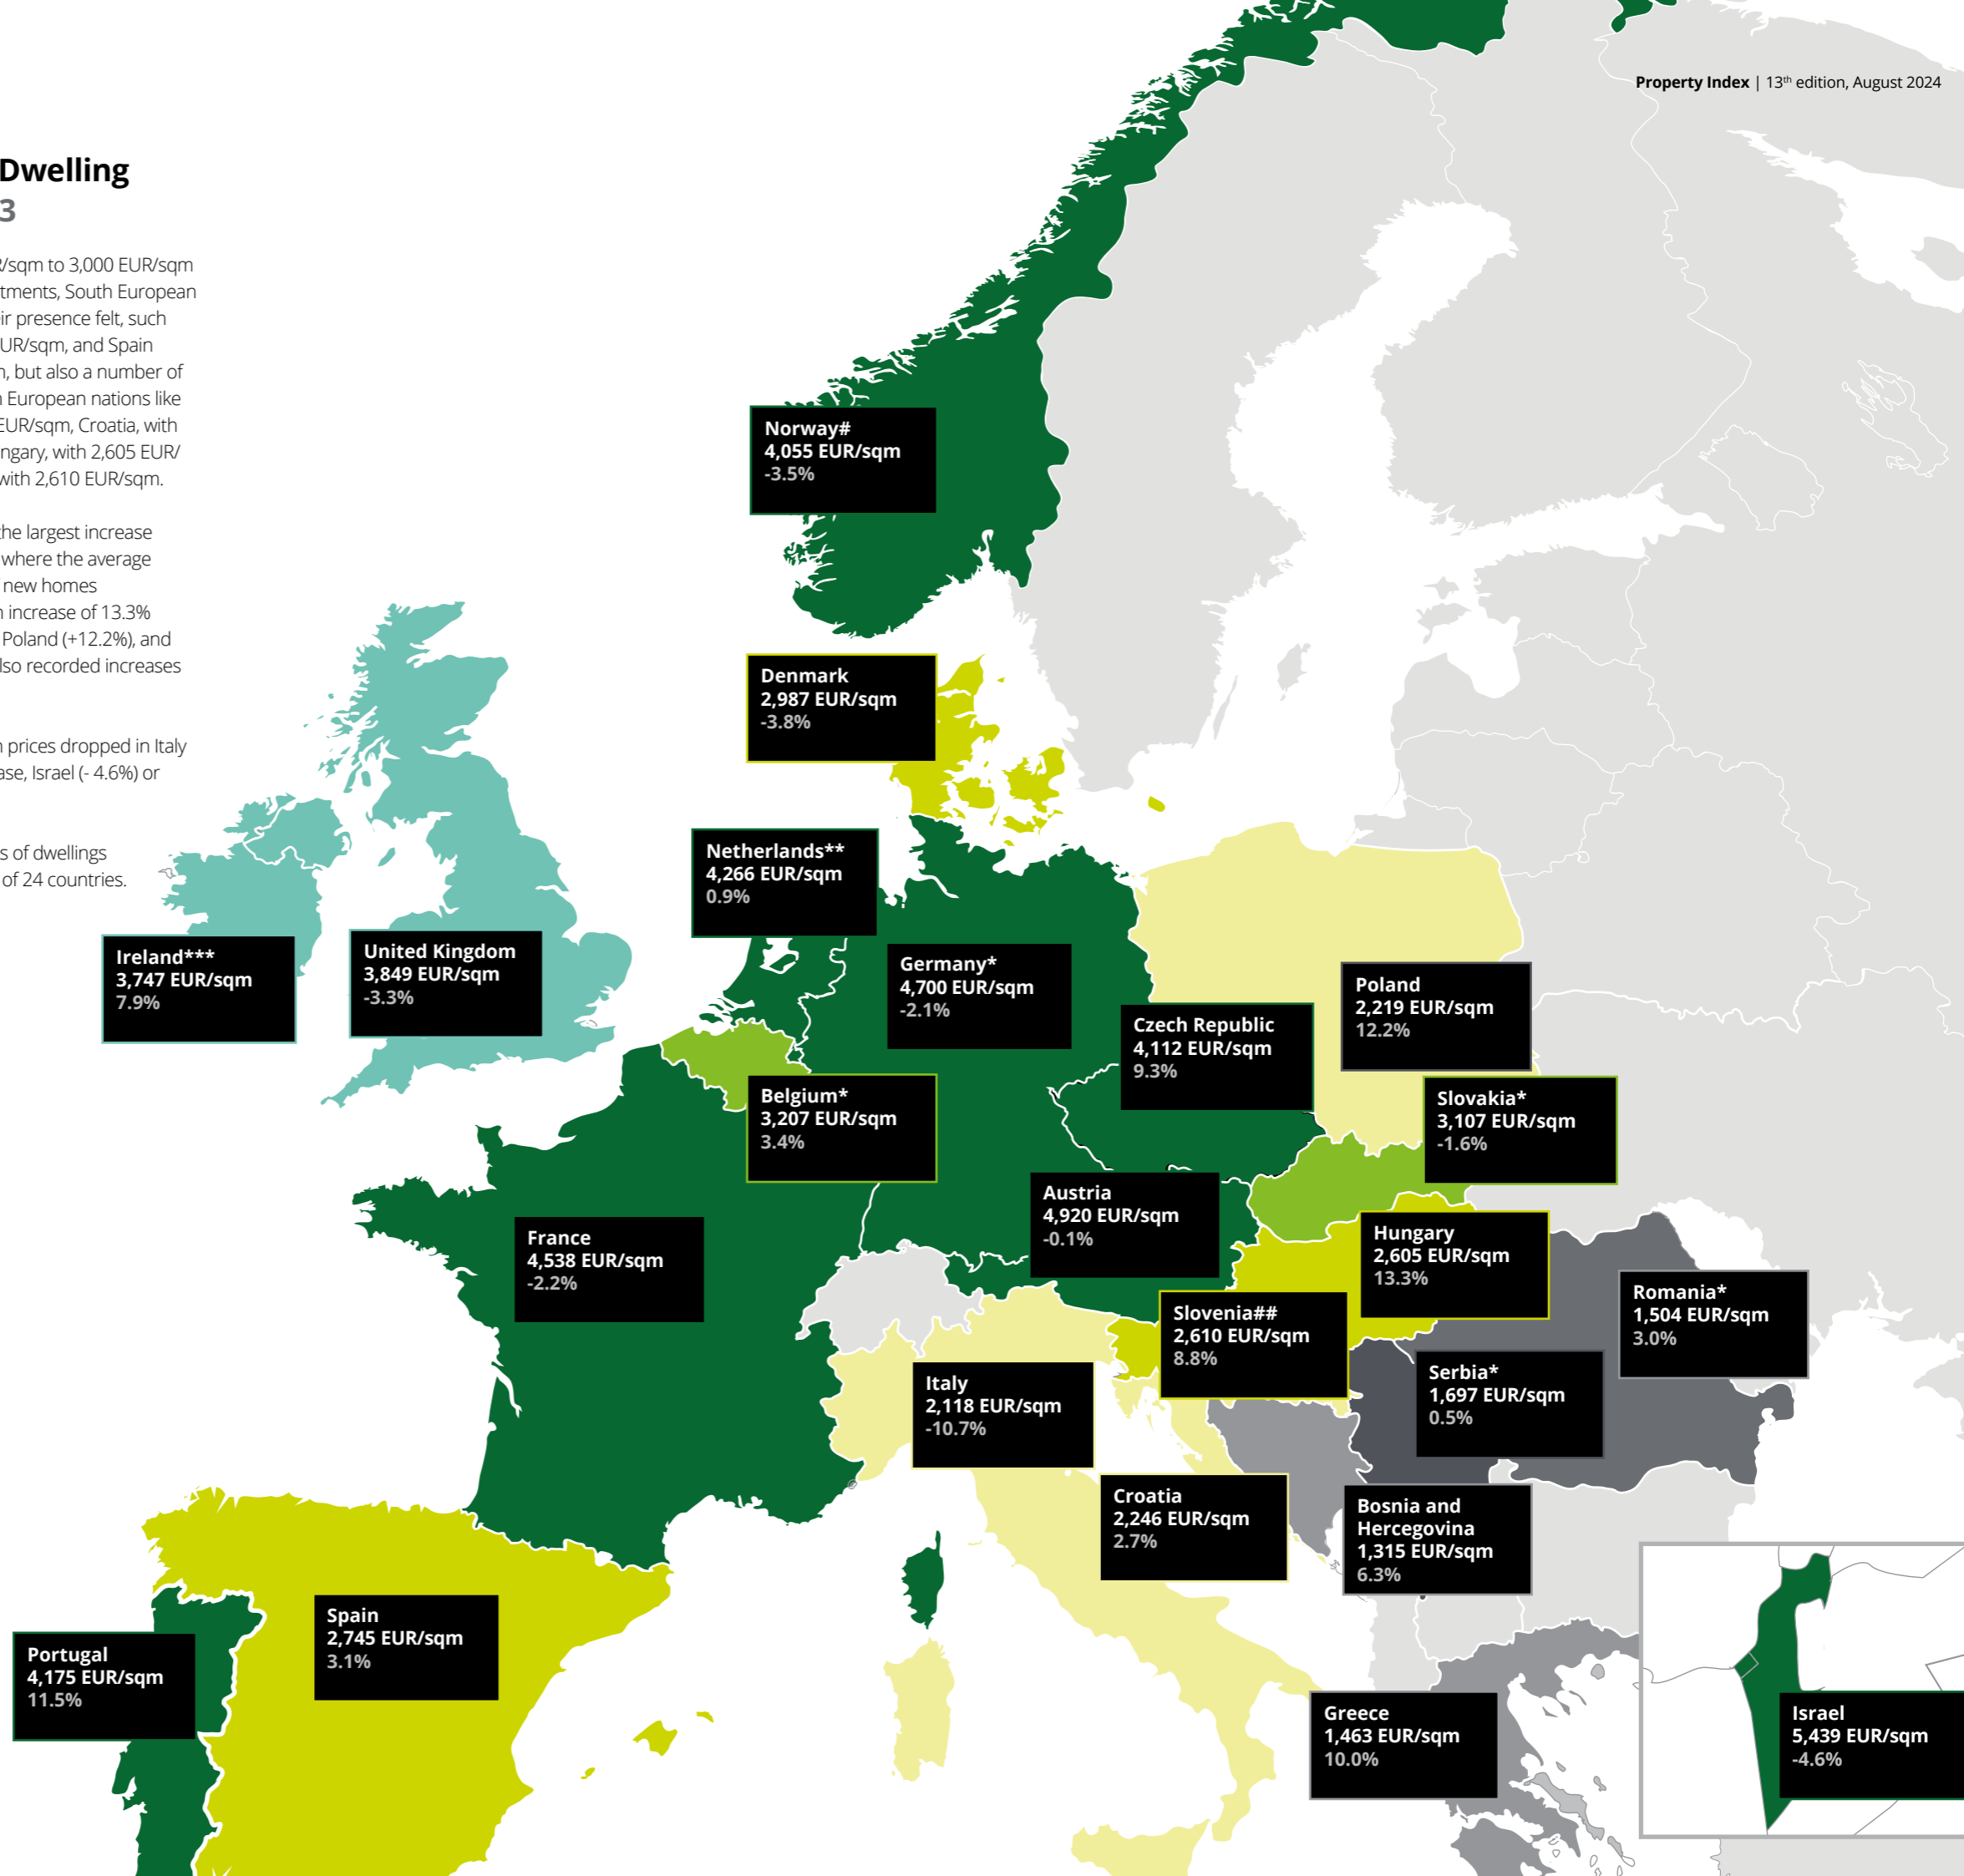 Property Index | 13th edition, August 2024
Dwelling
3
/sqm to 3,000 EUR/sqm
tments, South European
ir presence felt, such
UR/sqm, and Spain
, but also a number of
European nations like
EUR/sqm, Croatia, with
ngary, with 2,605 EUR/
with 2,610 EUR/sqm.
the largest increase
where the average
new homes
increase of 13.3%
Poland (+12.2%), and
lso recorded increases
prices dropped in Italy
ase, Israel (- 4.6%) or
s of dwellings
of 24 countries.
Norway#
4,055 EUR/sqm
-3.5%
Denmark
2,987 EUR/sqm
-3.8%
Netherlands**
4,266 EUR/sqm
0.9%
Ireland***
3,747 EUR/sqm
7.9%
United Kingdom
3,849 EUR/sqm
-3.3%
Germany*
4,700 EUR/sqm
-2.1%
Poland
2,219 EUR/sqm
12.2%
Czech Republic
4,112 EUR/sqm
9.3%
Belgium*
3,207 EUR/sqm
3.4%
Slovakia*
3,107 EUR/sqm
-1.6%
Austria
4,920 EUR/sqm
-0.1%
France
4,538 EUR/sqm
-2.2%
Hungary
2,605 EUR/sqm
13.3%
Romania*
1,504 EUR/sqm
3.0%
Slovenia##
2,610 EUR/sqm
8.8%
Serbia*
1,697 EUR/sqm
0.5%
Italy
2,118 EUR/sqm
-10.7%
Croatia
2,246 EUR/sqm
2.7%
Bosnia and
Hercegovina
1,315 EUR/sqm
6.3%
Spain
2,745 EUR/sqm
3.1%
Portugal
4,175 EUR/sqm
11.5%
Greece
1,463 EUR/sqm
10.0%
Israel
5,439 EUR/sqm
-4.6%